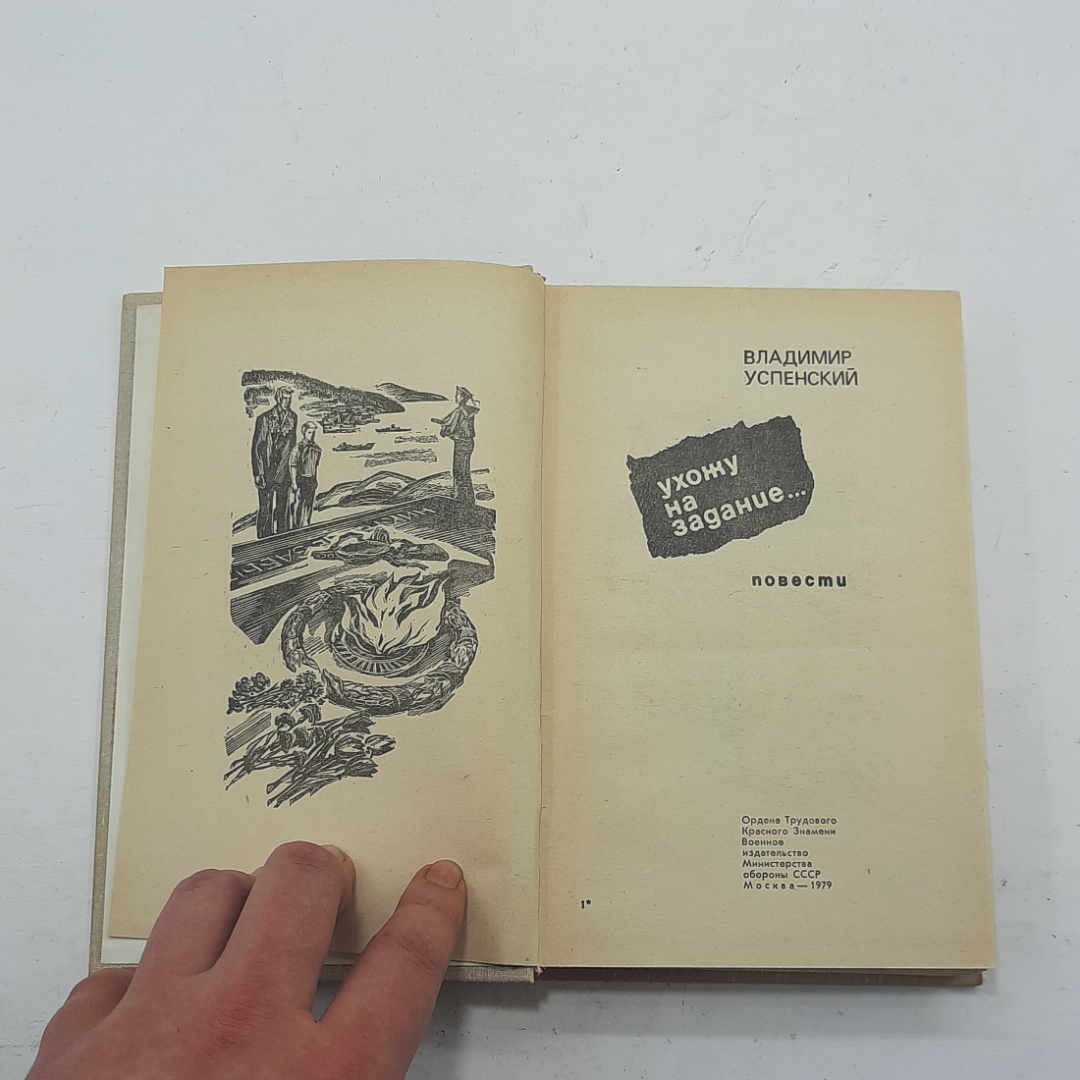 ВЛАДИМИР
УСПЕНСКИЙ
ухожу
на
задание...
повести
Ордена Трудового
Красного Знамени
Военное
издательство
Министерства
обороны СССР
Москва — 1979
1*